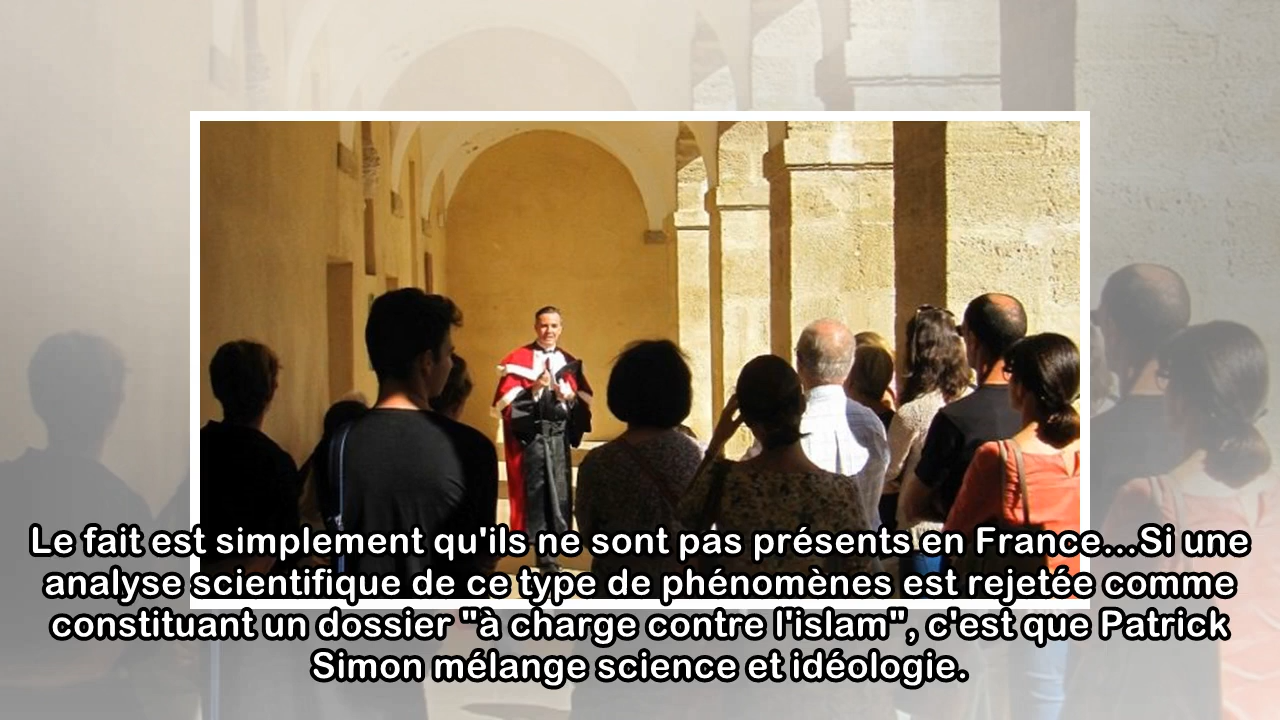 Le fait est simplement qu'ils ne sont pas présents en France...Si une
analyse scientifique de ce type de phénomènes est rejetée comme
constituant un dossier "à charge contre l'islam", c'est que Patrick
Simon mélange science et idéologie.